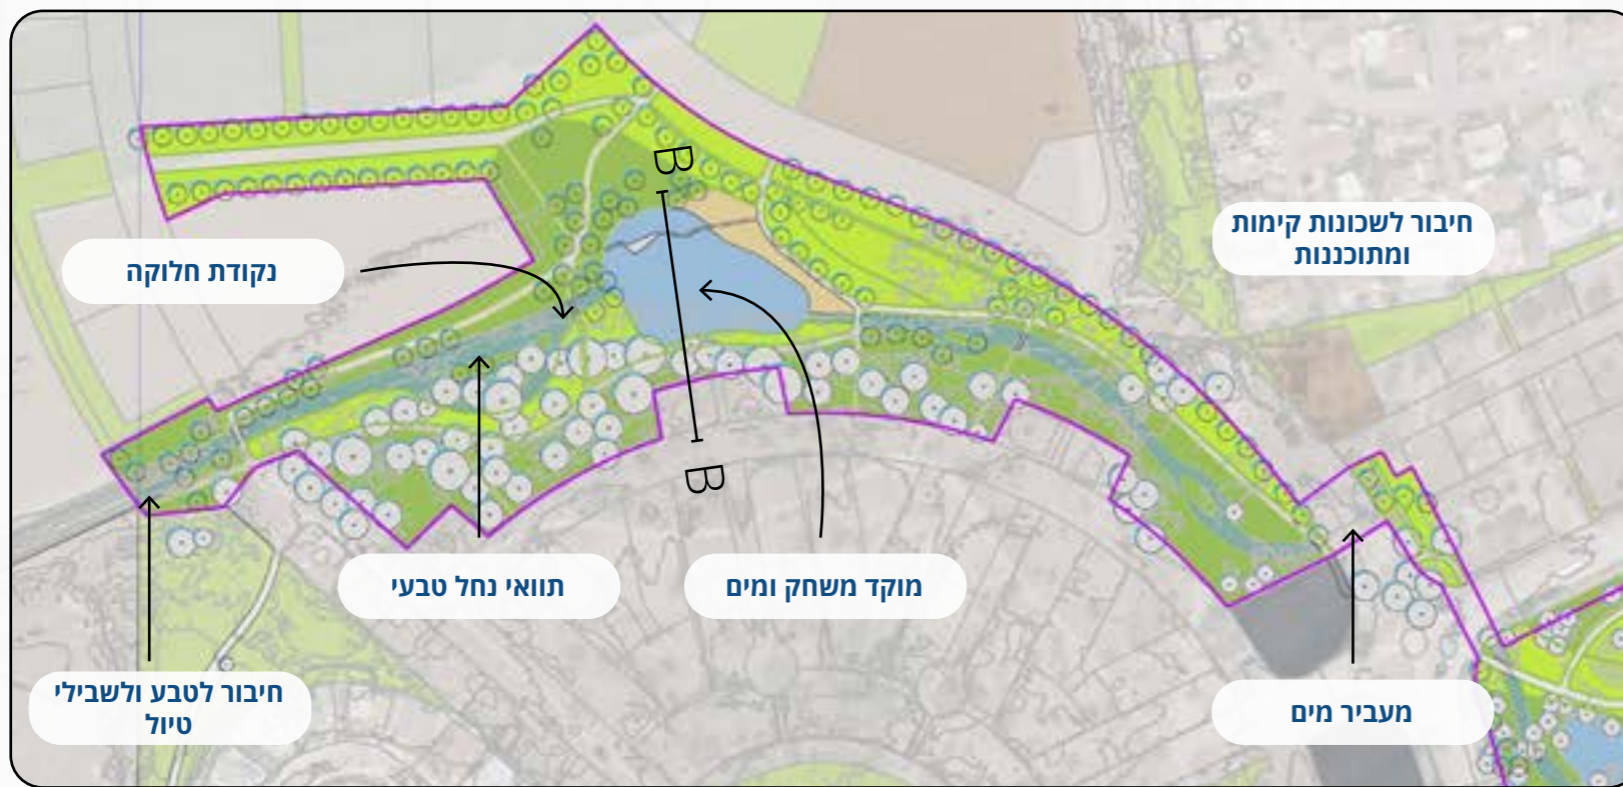 B
חיבור לשכונות קימות
ומתוכננות
נקודת חלוקה
B
תוואי נחל טבעי
מוקד משחק ומים
חיבור לטבע ולשבילי
טיול
מעביר מים